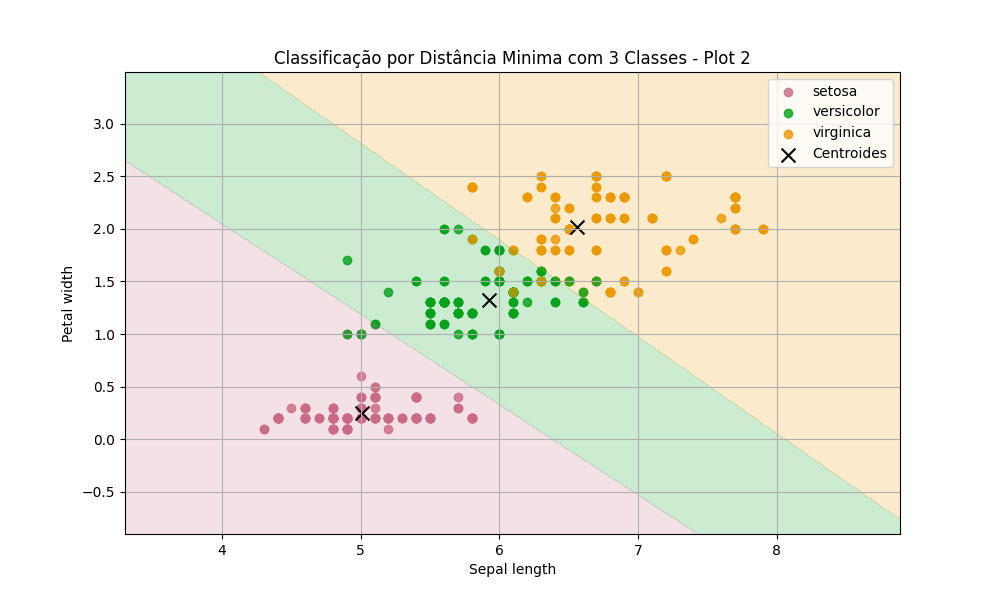 Classificação por Distância Minima com 3 Classes - Plot 2
setosa
versicolor
virginica
Centroides
3.0
2.5
2.0
1.5
1.0
0.5
0.0
−0.5
Petal width
4 5 6 7 8
Sepal length